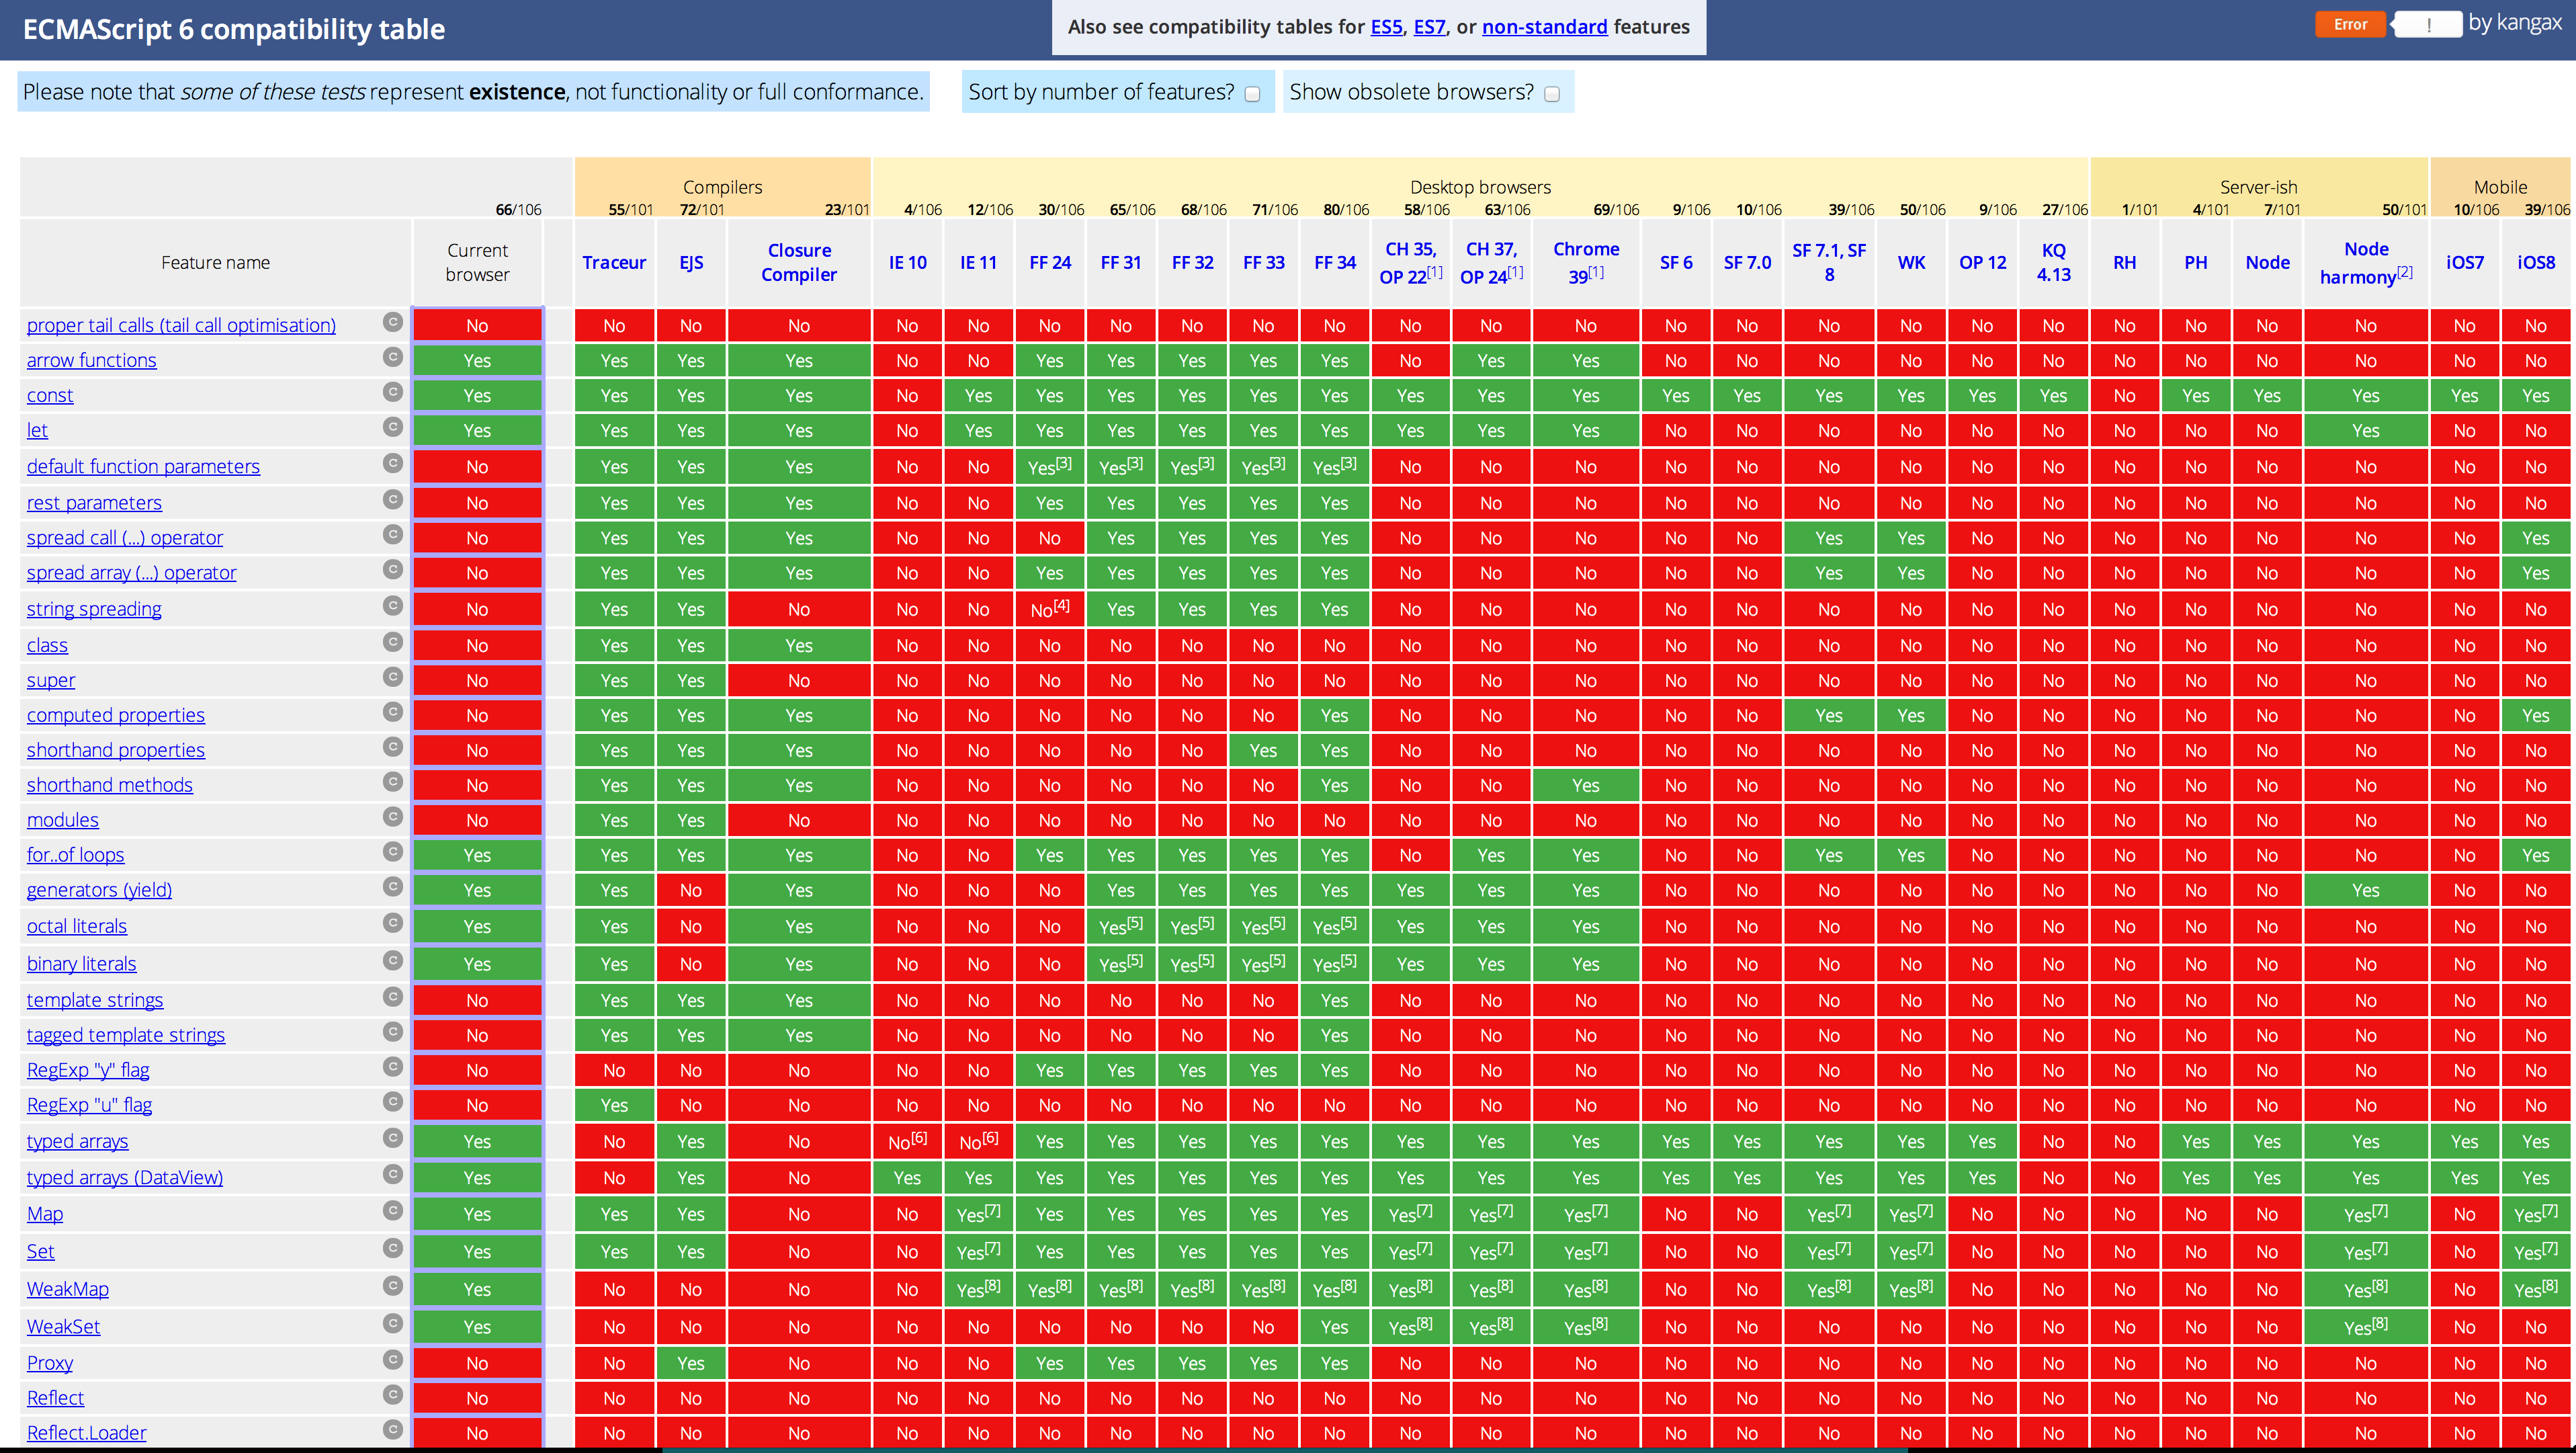 ECMAScript 6 compatibility table
Also see compatibility tables for ES5, ES7, or non-standard features
Error ! by kangax
Please note that some of these tests represent existence, not functionality or full conformance.
Sort by number of features? Show obsolete browsers?
Compilers Desktop browsers Server-ish Mobile
66/106 55/101 72/101 23/101 4/106 12/106 30/106 65/106 68/106 71/106 80/106 58/106 63/106 69/106 9/106 10/106 39/106 50/106 9/106 27/106 1/101 4/101 7/101 50/101 10/106 39/106
Feature name Current browser Traceur EJS Closure Compiler IE 10 IE 11 FF 24 FF 31 FF 32 FF 33 FF 34 CH 35, OP 22[1] CH 37, OP 24[1] Chrome 39[1] SF 6 SF 7.0 SF 7.1, SF 8 WK OP 12 KQ 4.13 RH PH Node Node harmony[2] iOS7 iOS8
proper tail calls (tail call optimisation) C No No No No No No No No No No No No No No No No No No No No No No No No No No
arrow functions C Yes Yes Yes Yes No No Yes Yes Yes Yes Yes No Yes Yes No No No No No No No No No No No No
const C Yes Yes Yes Yes No Yes Yes Yes Yes Yes Yes Yes Yes Yes Yes Yes Yes Yes Yes Yes No Yes Yes Yes Yes Yes
let C Yes Yes Yes Yes No Yes Yes Yes Yes Yes Yes Yes Yes Yes No No No No No No No No No Yes No No
default function parameters C No Yes Yes Yes No No Yes[3] Yes[3] Yes[3] Yes[3] Yes[3] No No No No No No No No No No No No No No No
rest parameters C No Yes Yes Yes No No Yes Yes Yes Yes Yes No No No No No No No No No No No No No No No
spread call (...) operator C No Yes Yes Yes No No No Yes Yes Yes Yes No No No No No Yes Yes No No No No No No No Yes
spread array (...) operator C No Yes Yes Yes No No Yes Yes Yes Yes Yes No No No No No Yes Yes No No No No No No No Yes
string spreading C No Yes Yes No No No No[4] Yes Yes Yes Yes No No No No No No No No No No No No No No No
class C No Yes Yes Yes No No No No No No No No No No No No No No No No No No No No No No
super C No Yes Yes No No No No No No No No No No No No No No No No No No No No No No No
computed properties C No Yes Yes Yes No No No No No No Yes No No No No No Yes Yes No No No No No No No Yes
shorthand properties C No Yes Yes Yes No No No No No Yes Yes No No No No No No No No No No No No No No No
shorthand methods C No Yes Yes Yes No No No No No No Yes No No Yes No No No No No No No No No No No No
modules C No Yes Yes No No No No No No No No No No No No No No No No No No No No No No No
for..of loops C Yes Yes Yes Yes No No Yes Yes Yes Yes Yes No Yes Yes No No Yes Yes No No No No No No No Yes
generators (yield) C Yes Yes No Yes No No No Yes Yes Yes Yes Yes Yes Yes No No No No No No No No No Yes No No
octal literals C Yes Yes No Yes No No No Yes[5] Yes[5] Yes[5] Yes[5] Yes Yes Yes No No No No No No No No No No No No
binary literals C Yes Yes No Yes No No No Yes[5] Yes[5] Yes[5] Yes[5] Yes Yes Yes No No No No No No No No No No No No
template strings C No Yes Yes Yes No No No No No No Yes No No No No No No No No No No No No No No No
tagged template strings C No Yes Yes Yes No No No No No No Yes No No No No No No No No No No No No No No No
RegExp "y" flag C No No No No No No Yes Yes Yes Yes Yes No No No No No No No No No No No No No No No
RegExp "u" flag C No Yes No No No No No No No No No No No No No No No No No No No No No No No No
typed arrays C Yes No Yes No No[6] No[6] Yes Yes Yes Yes Yes Yes Yes Yes Yes Yes Yes Yes Yes No No Yes Yes Yes Yes Yes
typed arrays (DataView) C Yes No Yes No Yes Yes Yes Yes Yes Yes Yes Yes Yes Yes Yes Yes Yes Yes Yes No No Yes Yes Yes Yes Yes
Map C Yes Yes Yes No No Yes[7] Yes Yes Yes Yes Yes Yes[7] Yes[7] Yes[7] No No Yes[7] Yes[7] No No No No No Yes[7] No Yes[7]
Set C Yes Yes Yes No No Yes[7] Yes Yes Yes Yes Yes Yes[7] Yes[7] Yes[7] No No Yes[7] Yes[7] No No No No No Yes[7] No Yes[7]
WeakMap C Yes No No No No Yes[8] Yes[8] Yes[8] Yes[8] Yes[8] Yes[8] Yes[8] Yes[8] Yes[8] No No Yes[8] Yes[8] No No No No No Yes[8] No Yes[8]
WeakSet C Yes No No No No No No No No No Yes Yes[8] Yes[8] Yes[8] No No No No No No No No No Yes[8] No No
Proxy C No No Yes No No No Yes Yes Yes Yes Yes No No No No No No No No No No No No No No No
Reflect C No No No No No No No No No No No No No No No No No No No No No No No No No No
Reflect.Loader C No No No No No No No No No No No No No No No No No No No No No No No No No No